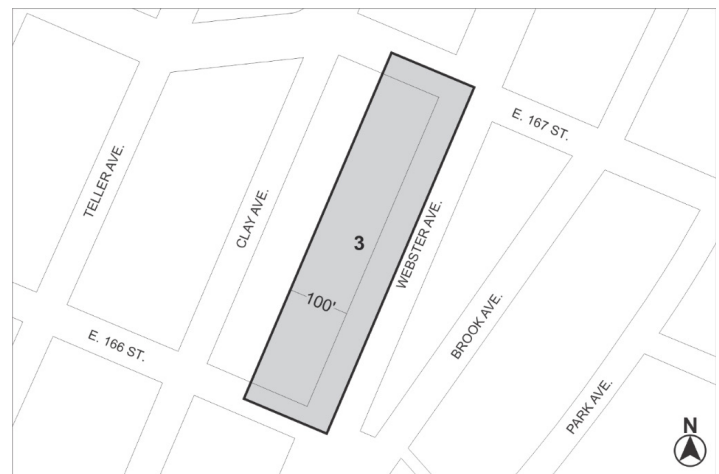 E. 167 ST.
TELLER AVE.
CLAY AVE.
WEBSTER AVE.
3
100'
BROOK AVE.
E. 166 ST.
PARK AVE.
N